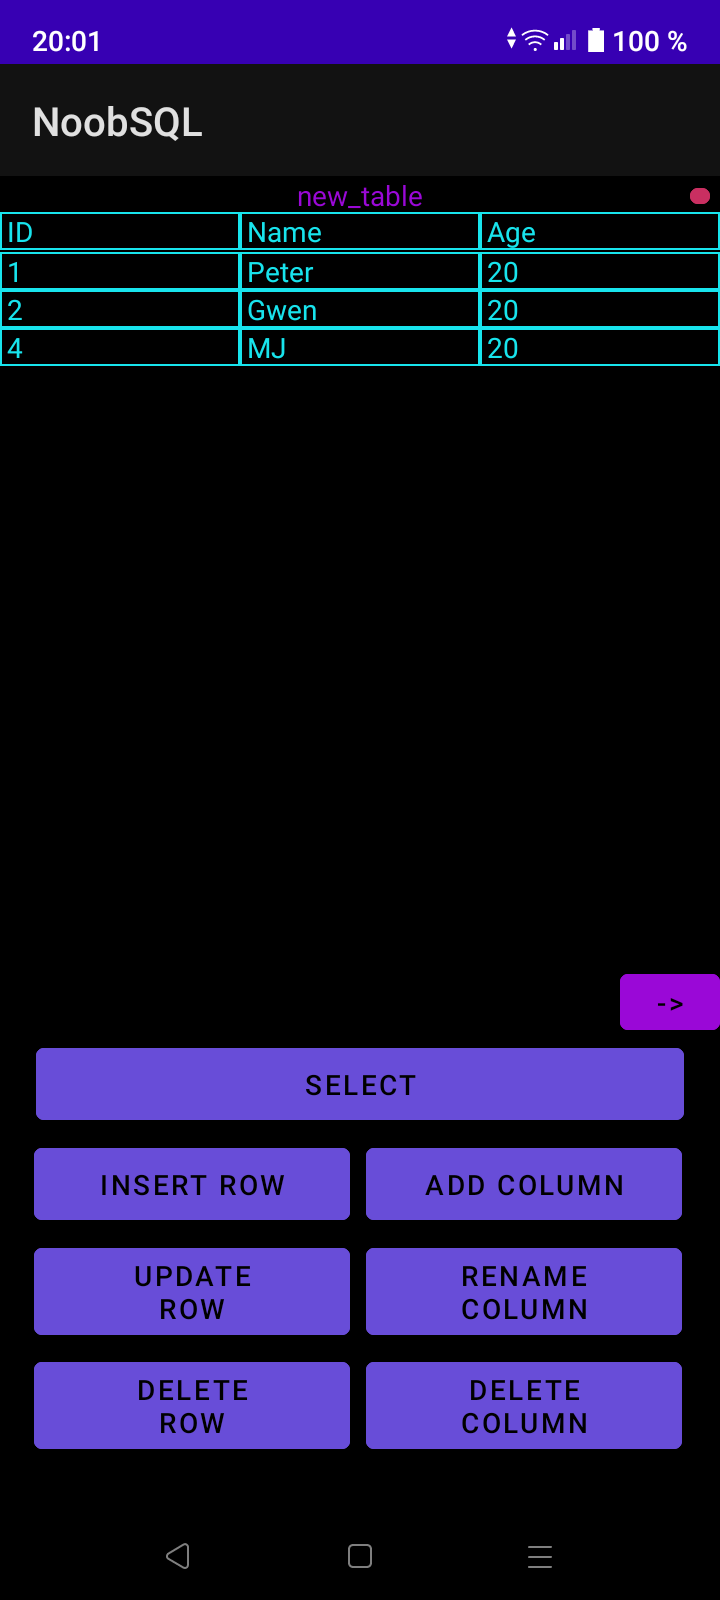 20:01 100 %
NoobSQL
new_table
ID Name Age
1 Peter 20
2 Gwen 20
4 MJ 20
->
SELECT
INSERT ROW ADD COLUMN
UPDATE
ROW
RENAME
COLUMN
DELETE
ROW
DELETE
COLUMN